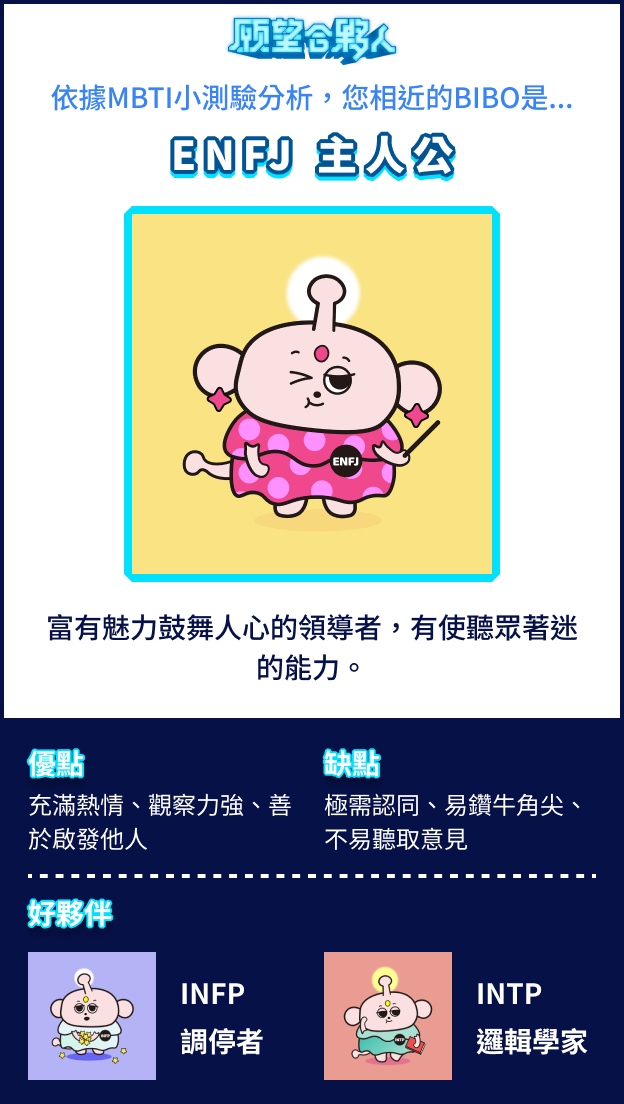 願望合夥人
依據MBTI小測驗分析，您相近的BIBO是...
ENFJ 主人公
ENFJ
富有魅力鼓舞人心的領導者，有使聽眾著迷
的能力。
優點
充滿熱情、觀察力強、善
於啟發他人
缺點
極需認同、易鑽牛角尖、
不易聽取意見
好夥伴
INFP
INFP
調停者
INTP
INTP
邏輯學家